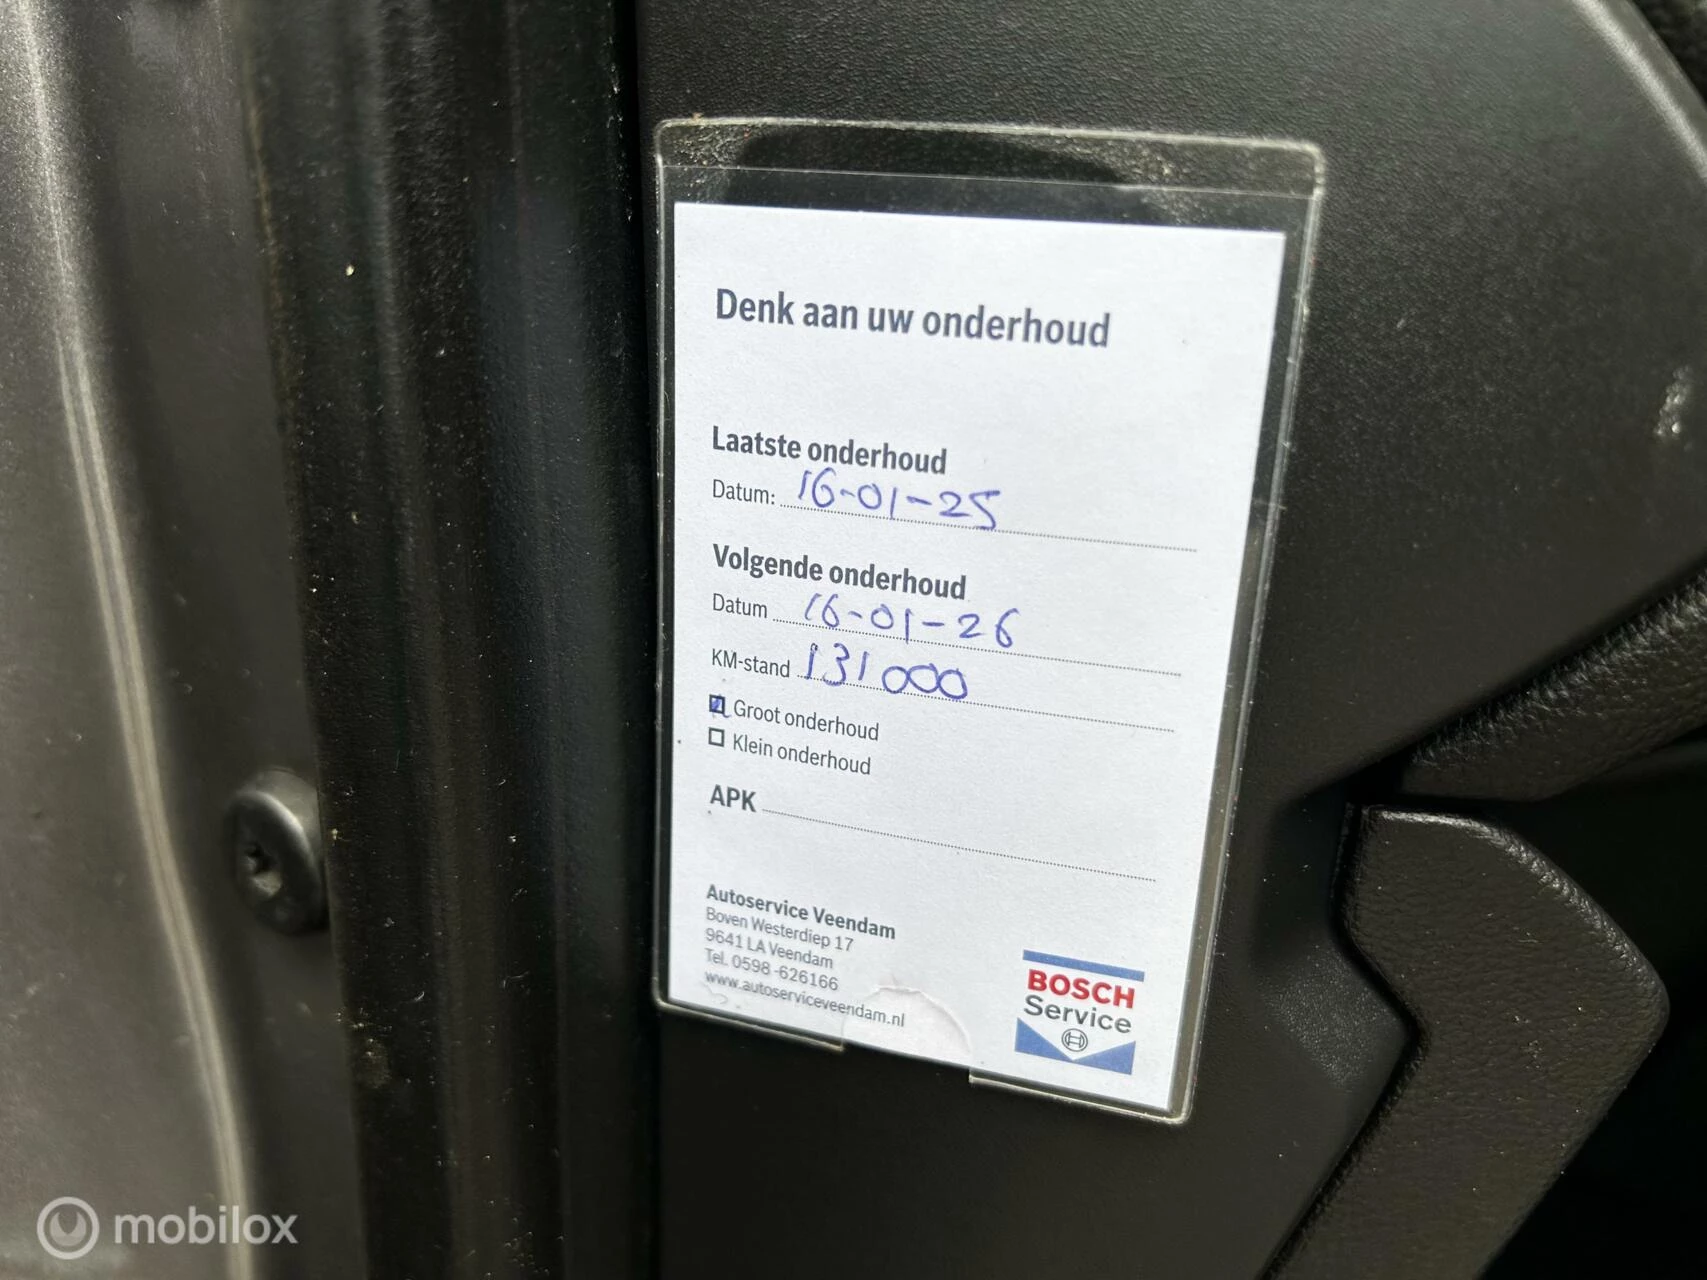 Denk aan uw onderhoud
Laatste onderhoud
Datum: 16-01-25
Volgende onderhoud
Datum 16-01-26
KM-stand 131000
Groot onderhoud
Klein onderhoud
APK
Autoservice Veendam
Boven Westerdiep 17
9641 LA Veendam
Tel. 0598-626166
www.autoserviceveendam.nl
BOSCH
Service
mobilox